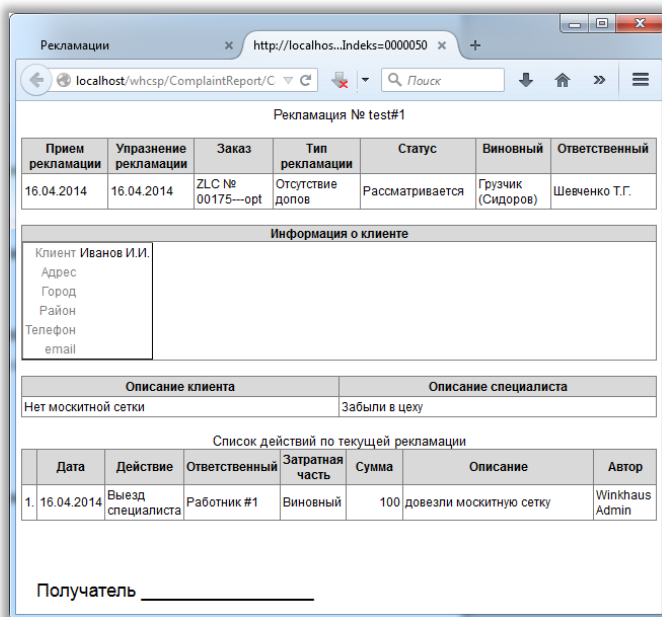 Рекламации × http://localhos...Indeks=0000050 × +
localhost/whcsp/ComplaintReport/C Поиск
Рекламация № test#1
Прием рекламации Упразнение рекламации Заказ Тип рекламации Статус Виновный Ответственный
16.04.2014 16.04.2014 ZLC № 00175---opt Отсутствие допов Рассматривается Грузчик (Сидоров) Шевченко Т.Г.
Информация о клиенте
Клиент Иванов И.И.
Адрес
Город
Район
Телефон
email
Описание клиента Описание специалиста
Нет москитной сетки Забыли в цеху
Список действий по текущей рекламации
Дата Действие Ответственный Затратная часть Сумма Описание Автор
1. 16.04.2014 Выезд специалиста Работник #1 Виновный 100 довезли москитную сетку Winkhaus Admin
Получатель _______________